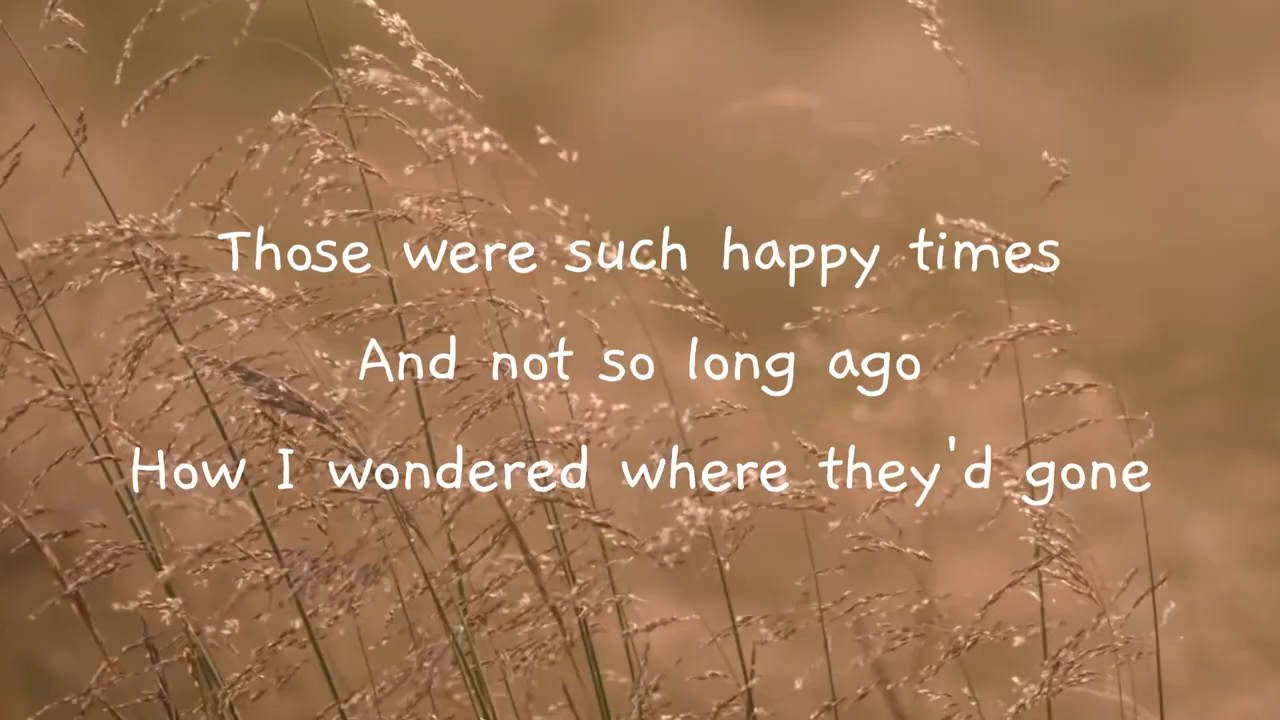 Those were such happy times
And not so long ago
How I wondered where they'd gone